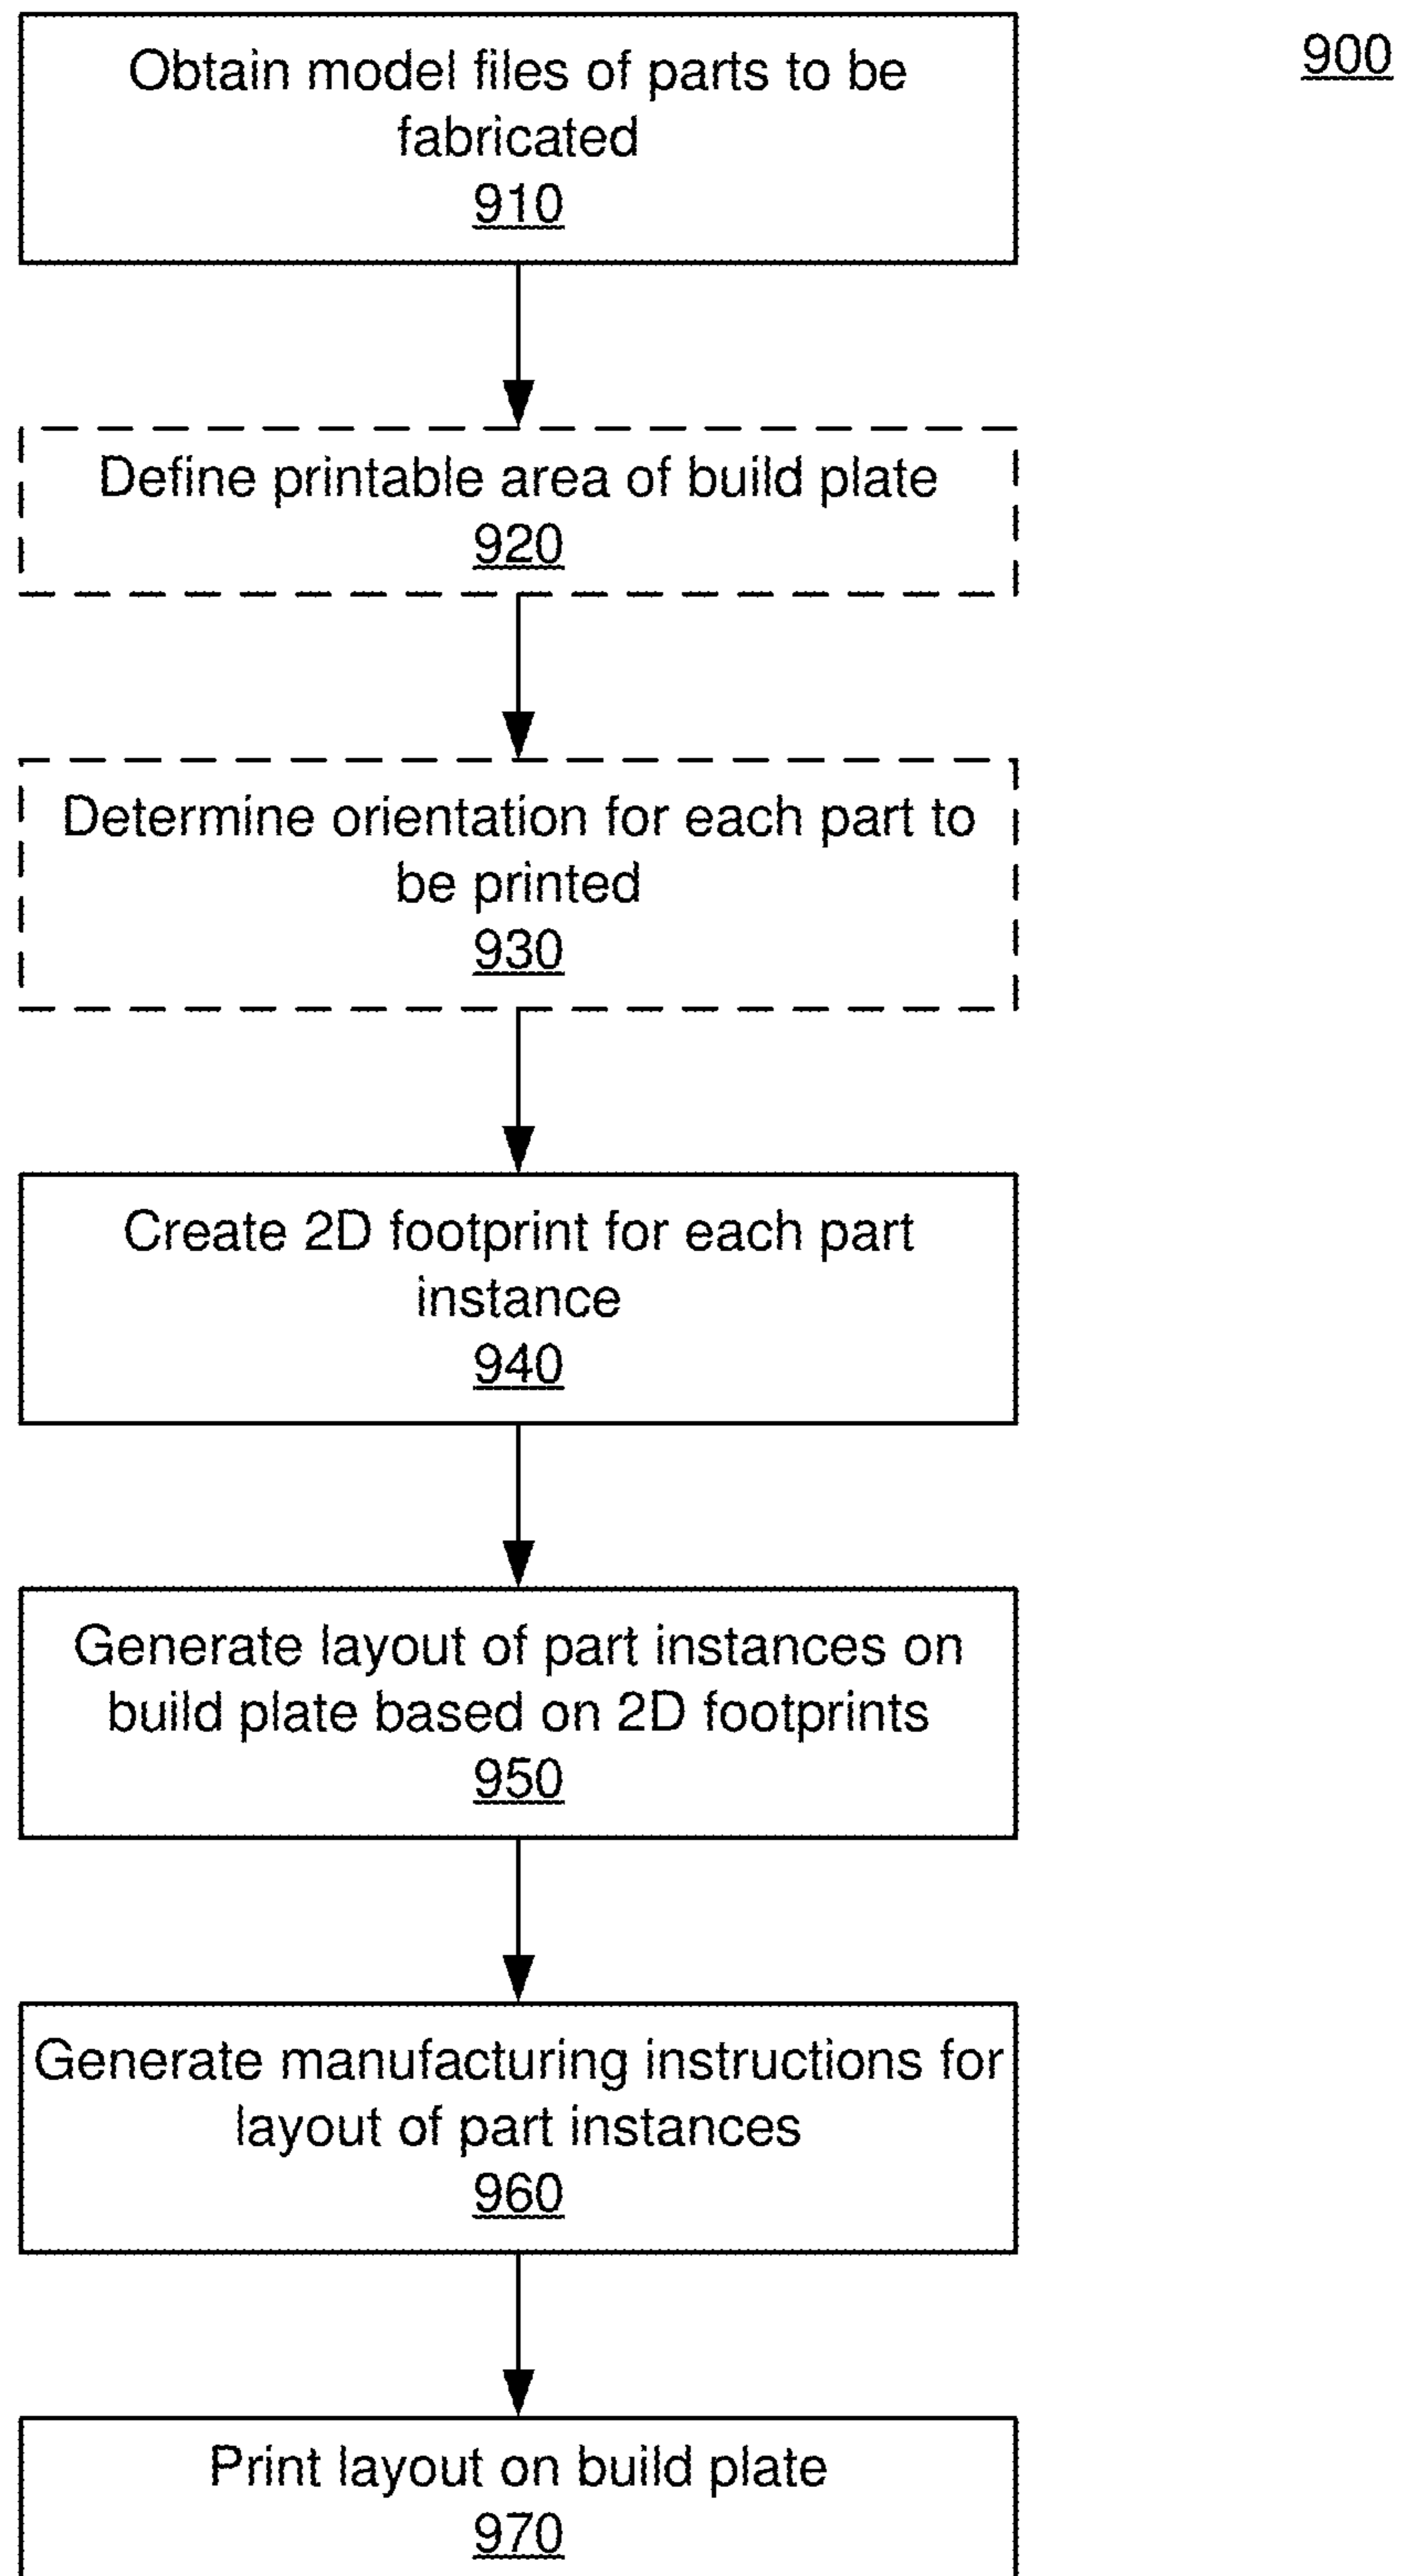 900
Obtain model files of parts to be
fabricated
910
Define printable area of build plate
920
Determine orientation for each part to
be printed
930
Create 2D footprint for each part
instance
940
Generate layout of part instances on
build plate based on 2D footprints
950
Generate manufacturing instructions for
layout of part instances
960
Print layout on build plate
970